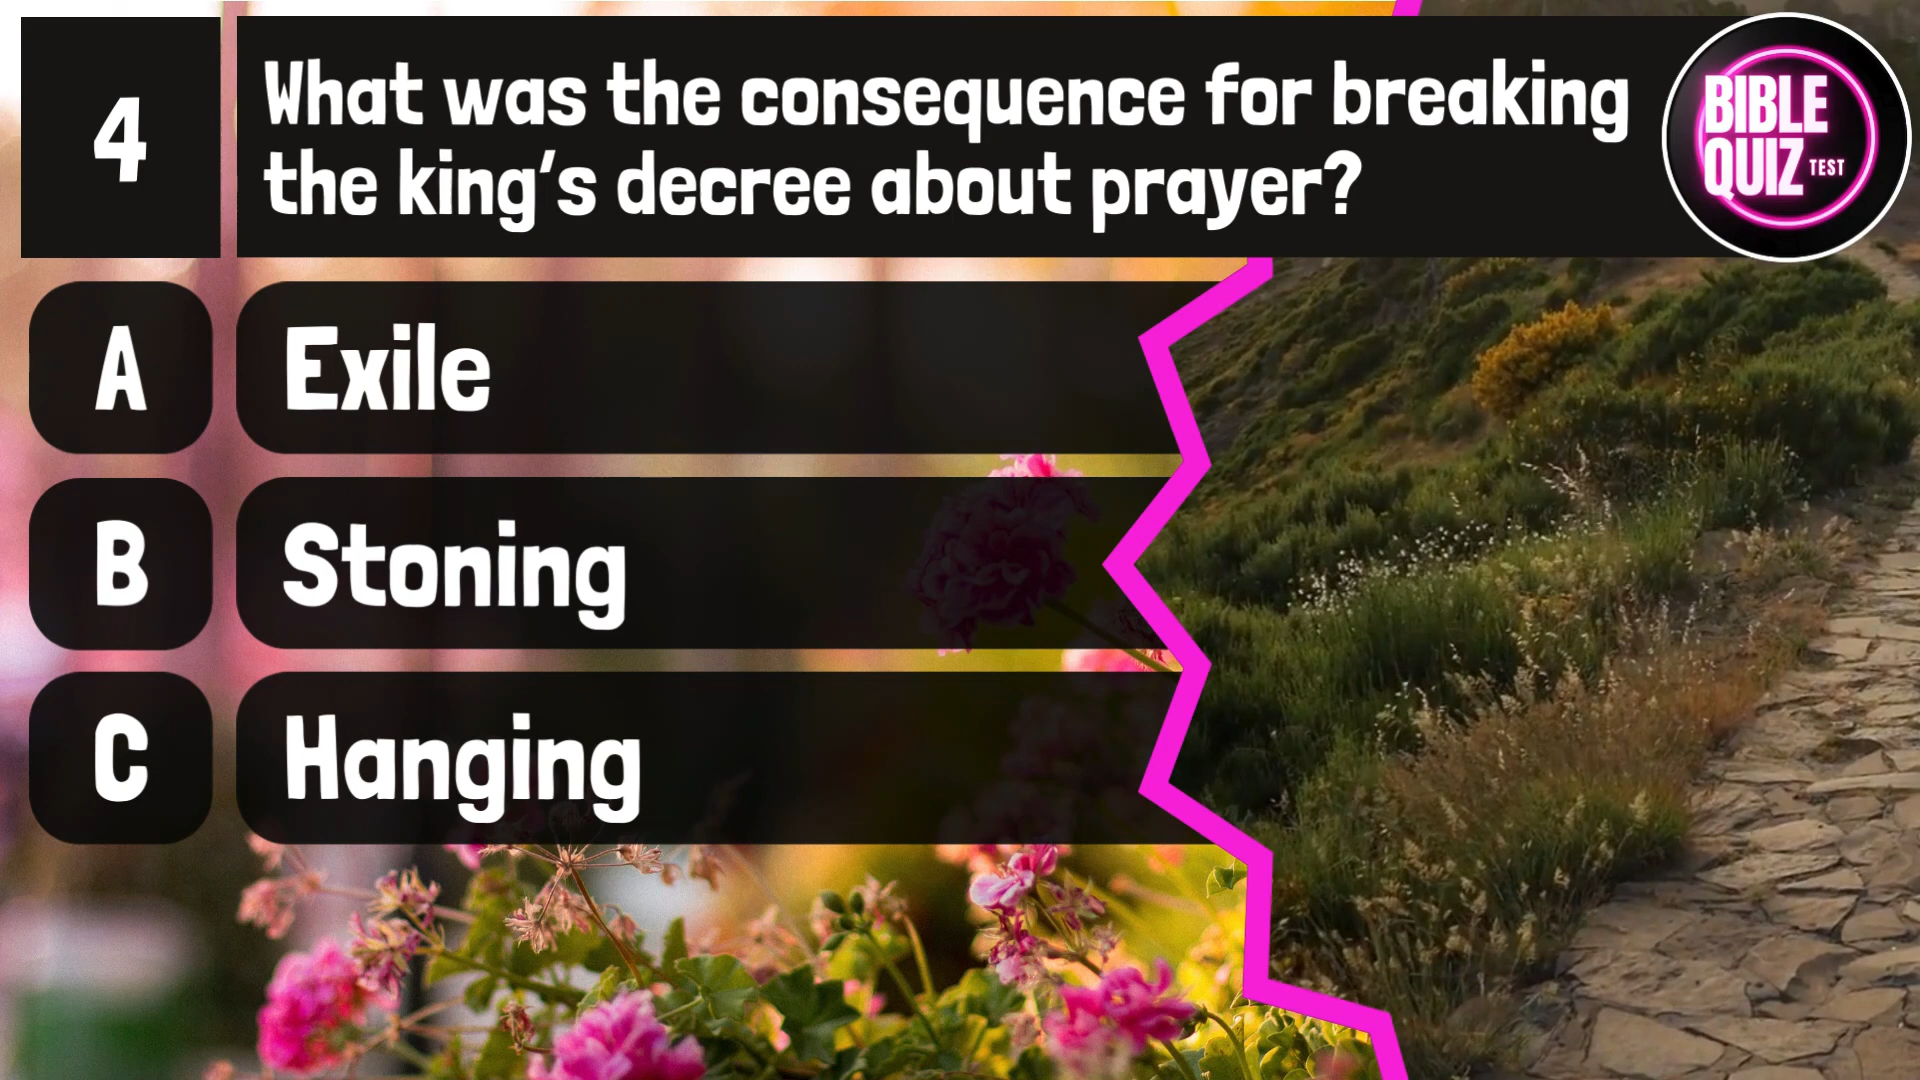 4
What was the consequence for breaking
the king's decree about prayer?
BIBLE
QUIZ TEST
A
Exile
B
Stoning
C
Hanging